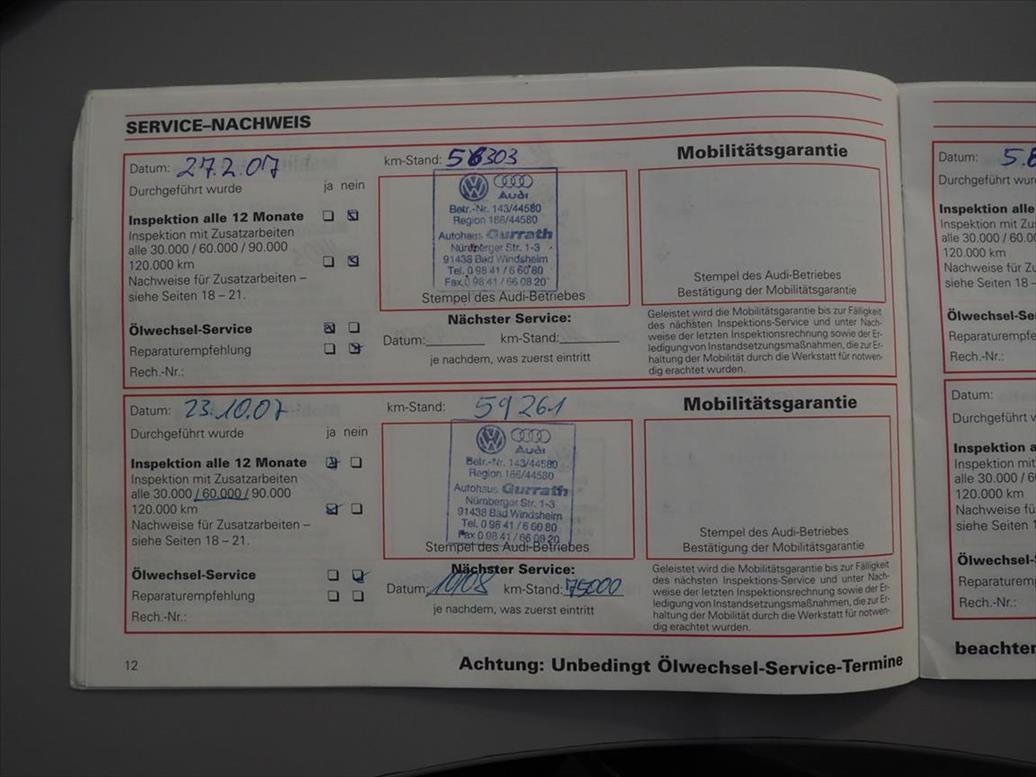 SERVICE–NACHWEIS
Datum: 27.2.07
km-Stand: 56303
Mobilitätsgarantie
Durchgeführt wurde
ja nein
Inspektion alle 12 Monate
Inspektion mit Zusatzarbeiten
alle 30.000 / 60.000 / 90.000
120.000 km
Nachweise für Zusatzarbeiten –
siehe Seiten 18 – 21.
Audi
Betr.-Nr. 143/44580
Region 186/44580
Autohaus Gurrath
Nürnberger Str. 1-3
91438 Bad Windsheim
Tel. 0 98 41 / 6 60 80
Fax 0 98 41 / 66 08 20
Stempel des Audi-Betriebes
Stempel des Audi-Betriebes
Bestätigung der Mobilitätsgarantie
Ölwechsel-Service
Reparaturempfehlung
Rech.-Nr.:
Nächster Service:
Datum: km-Stand:
je nachdem, was zuerst eintritt
Geleistet wird die Mobilitätsgarantie bis zur Fälligkeit
des nächsten Inspektions-Service und unter Nach-
weise der letzten Inspektionsrechnung sowie der Er-
ledigung von Instandsetzungsmaßnahmen, die zur Er-
haltung der Mobilität durch die Werkstatt für notwen-
dig erachtet wurden.
Datum: 23.10.07
km-Stand: 59261
Mobilitätsgarantie
Durchgeführt wurde
ja nein
Inspektion alle 12 Monate
Inspektion mit Zusatzarbeiten
alle 30.000 / 60.000 / 90.000
120.000 km
Nachweise für Zusatzarbeiten –
siehe Seiten 18 – 21.
Audi
Betr.-Nr. 143/44580
Region 186/44580
Autohaus Gurrath
Nürnberger Str. 1-3
91438 Bad Windsheim
Tel. 0 98 41 / 6 60 80
Fax 0 98 41 / 66 08 20
Stempel des Audi-Betriebes
Stempel des Audi-Betriebes
Bestätigung der Mobilitätsgarantie
Ölwechsel-Service
Reparaturempfehlung
Rech.-Nr.:
Nächster Service:
Datum: 10/08 km-Stand: 75000
je nachdem, was zuerst eintritt
Geleistet wird die Mobilitätsgarantie bis zur Fälligkeit
des nächsten Inspektions-Service und unter Nach-
weise der letzten Inspektionsrechnung sowie der Er-
ledigung von Instandsetzungsmaßnahmen, die zur Er-
haltung der Mobilität durch die Werkstatt für notwen-
dig erachtet wurden.
12
Achtung: Unbedingt Ölwechsel-Service-Termine
Datum:
Durchgeführt wur
Inspektion alle
Inspektion mit Zu
alle 30.000 / 60.0
120.000 km
Nachweise für Zu
siehe Seiten 18 –
Ölwechsel-Serv
Reparaturempfeh
Rech.-Nr.:
Datum:
Durchgeführt w
Inspektion a
Inspektion mit
alle 30.000 / 6
120.000 km
Nachweise fü
siehe Seiten 1
Ölwechsel-S
Reparaturem
Rech.-Nr.:
beachten